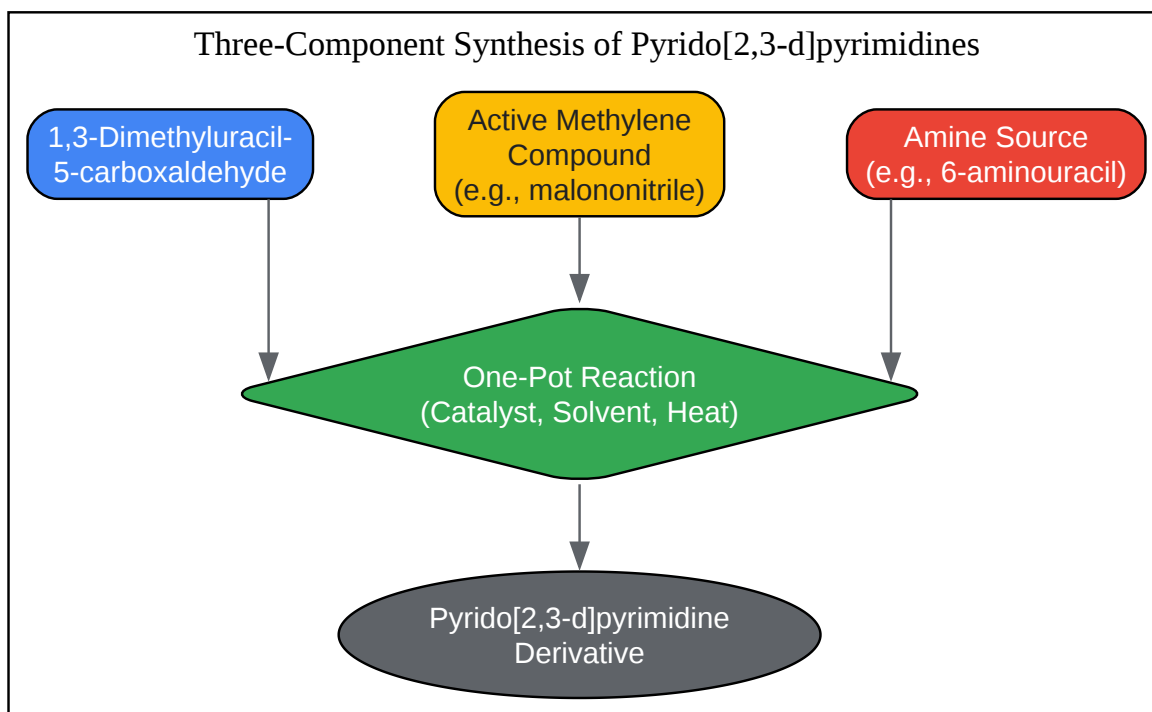 Three-Component Synthesis of Pyrido[2,3-d]pyrimidines
1,3-Dimethyluracil-
5-carboxaldehyde
Active Methylene
Compound
(e.g., malononitrile)
Amine Source
(e.g., 6-aminouracil)
One-Pot Reaction
(Catalyst, Solvent, Heat)
Pyrido[2,3-d]pyrimidine
Derivative